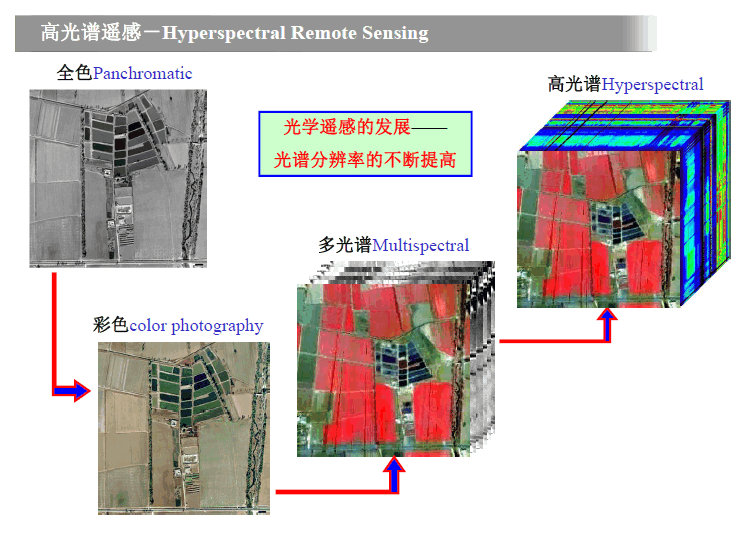 高光谱遥感－Hyperspectral Remote Sensing
全色Panchromatic
光学遥感的发展——
光谱分辨率的不断提高
高光谱Hyperspectral
多光谱Multispectral
彩色color photography